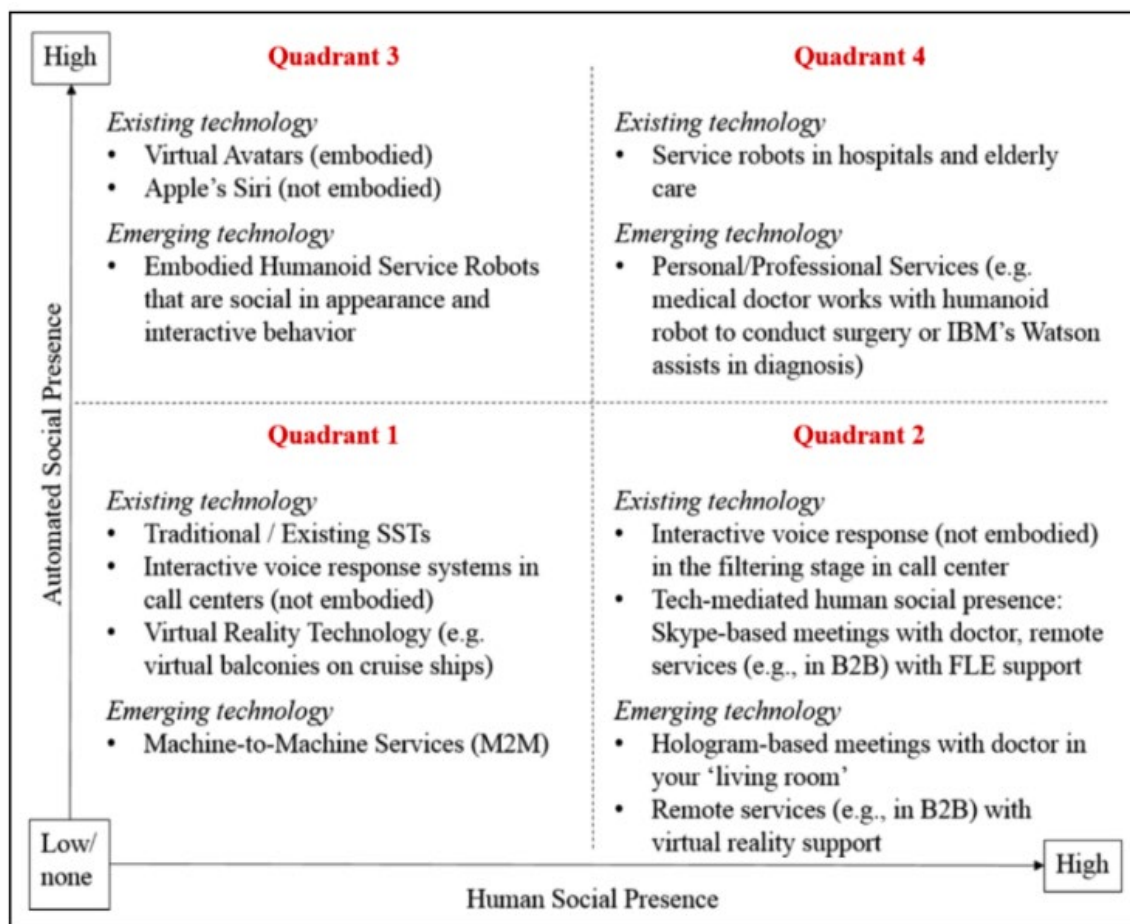 High
Quadrant 3
Existing technology
• Virtual Avatars (embodied)
• Apple's Siri (not embodied)
Emerging technology
• Embodied Humanoid Service Robots
that are social in appearance and
interactive behavior
Quadrant 4
Existing technology
• Service robots in hospitals and elderly
care
Emerging technology
• Personal/Professional Services (e.g.
medical doctor works with humanoid
robot to conduct surgery or IBM's Watson
assists in diagnosis)
Automated Social Presence
Quadrant 1
Existing technology
• Traditional / Existing SSTs
• Interactive voice response systems in
call centers (not embodied)
• Virtual Reality Technology (e.g.
virtual balconies on cruise ships)
Emerging technology
• Machine-to-Machine Services (M2M)
Quadrant 2
Existing technology
• Interactive voice response (not embodied)
in the filtering stage in call center
• Tech-mediated human social presence:
Skype-based meetings with doctor, remote
services (e.g., in B2B) with FLE support
Emerging technology
• Hologram-based meetings with doctor in
your ‘living room’
• Remote services (e.g., in B2B) with
virtual reality support
Low/
none
Human Social Presence
High